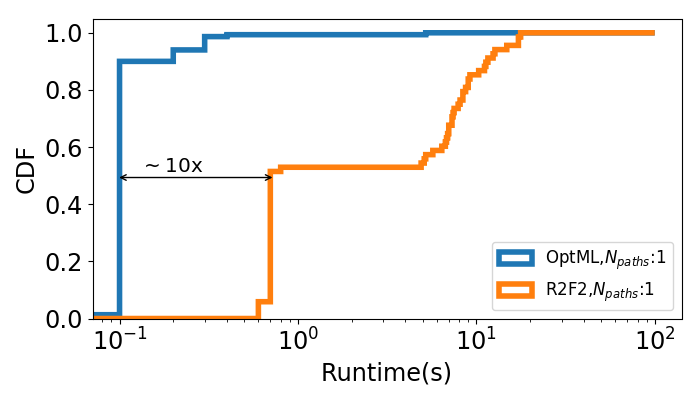 1.0
0.8
0.6
0.4
0.2
0.0
CDF
~ 10x
OptML,N_paths:1
R2F2,N_paths:1
10^-1 10^0 10^1 10^2
Runtime(s)